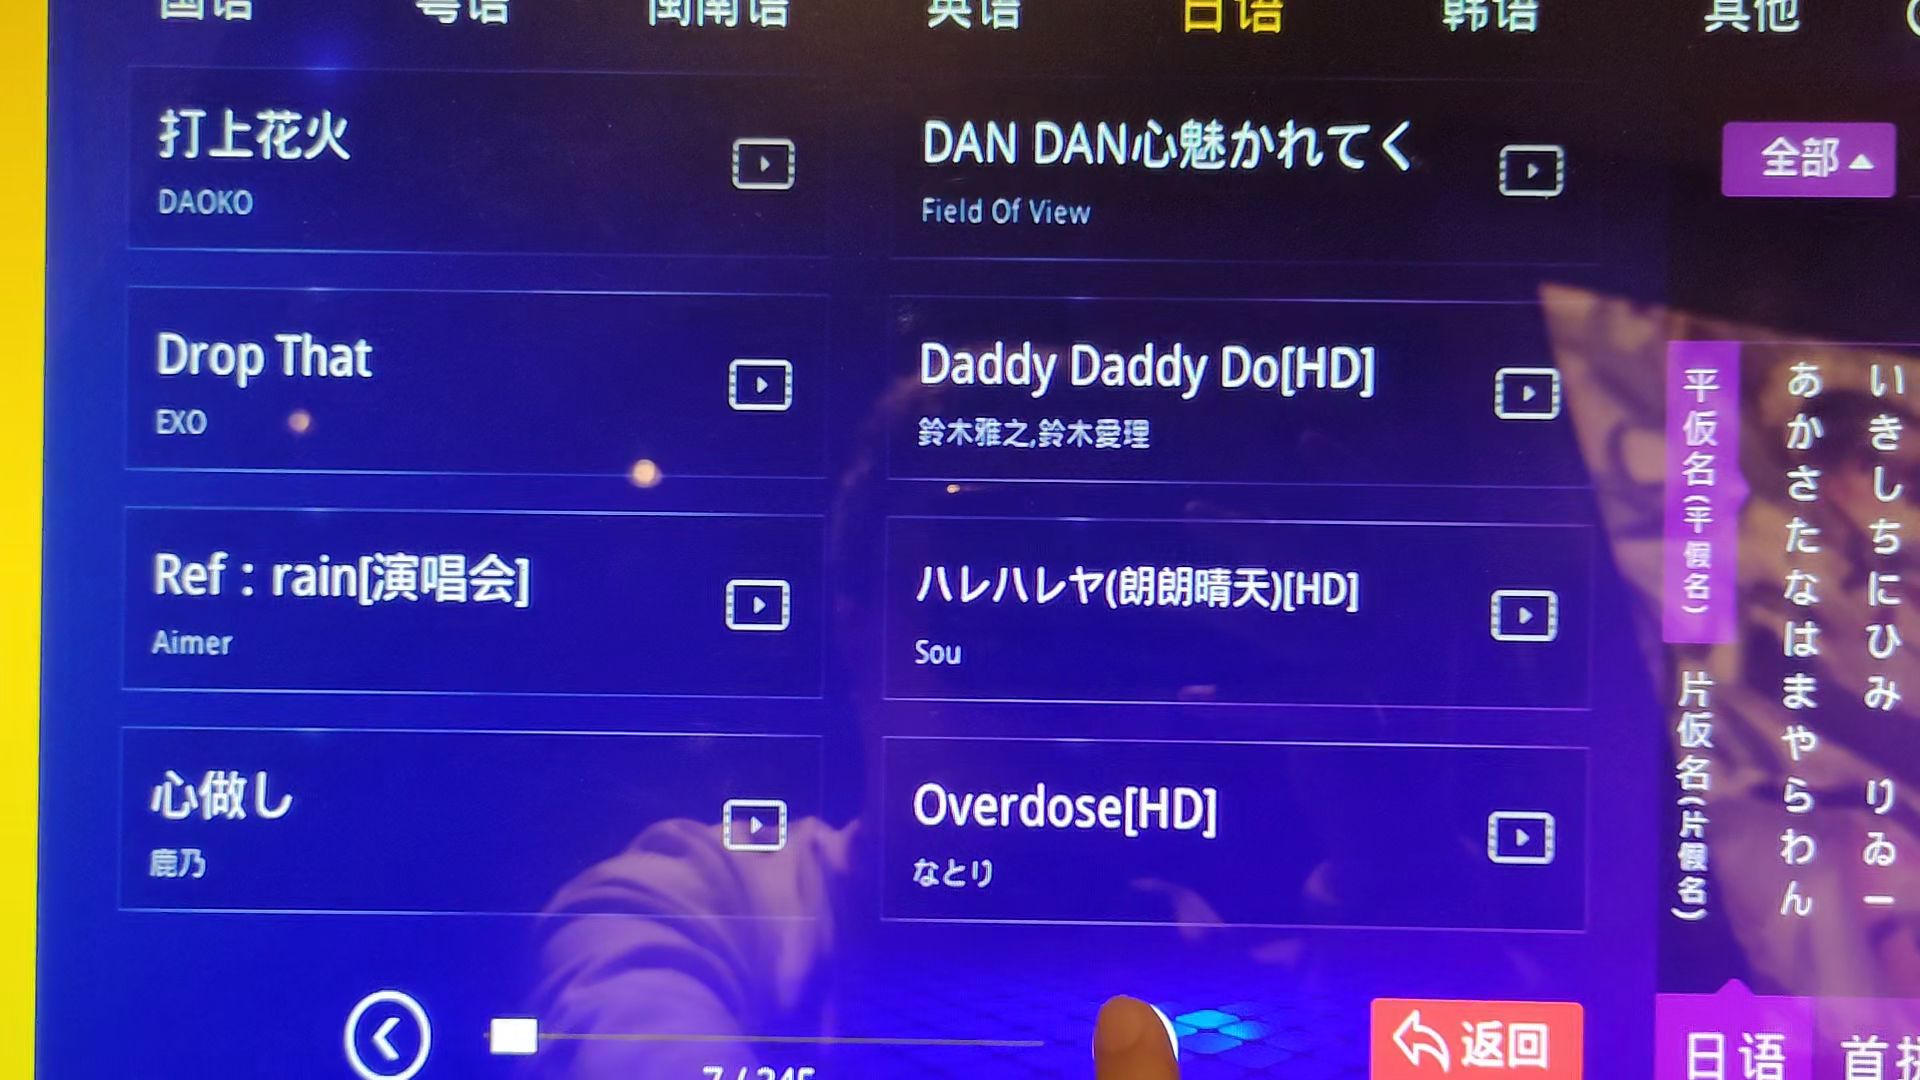 国语 粤语 闽南语 英语 日语 韩语 其他
打上花火
DAOKO
DAN DAN心魅かれてく
Field Of View
全部
Drop That
EXO
Daddy Daddy Do[HD]
鈴木雅之,鈴木愛理
Ref：rain[演唱会]
Aimer
ハレハレヤ(朗朗晴天)[HD]
Sou
心做し
鹿乃
Overdose[HD]
なとり
平仮名(平假名)
片仮名(片假名)
あかさたなはまやらわん
いきしちにひみ りゐー
7/345
返回
日语
首